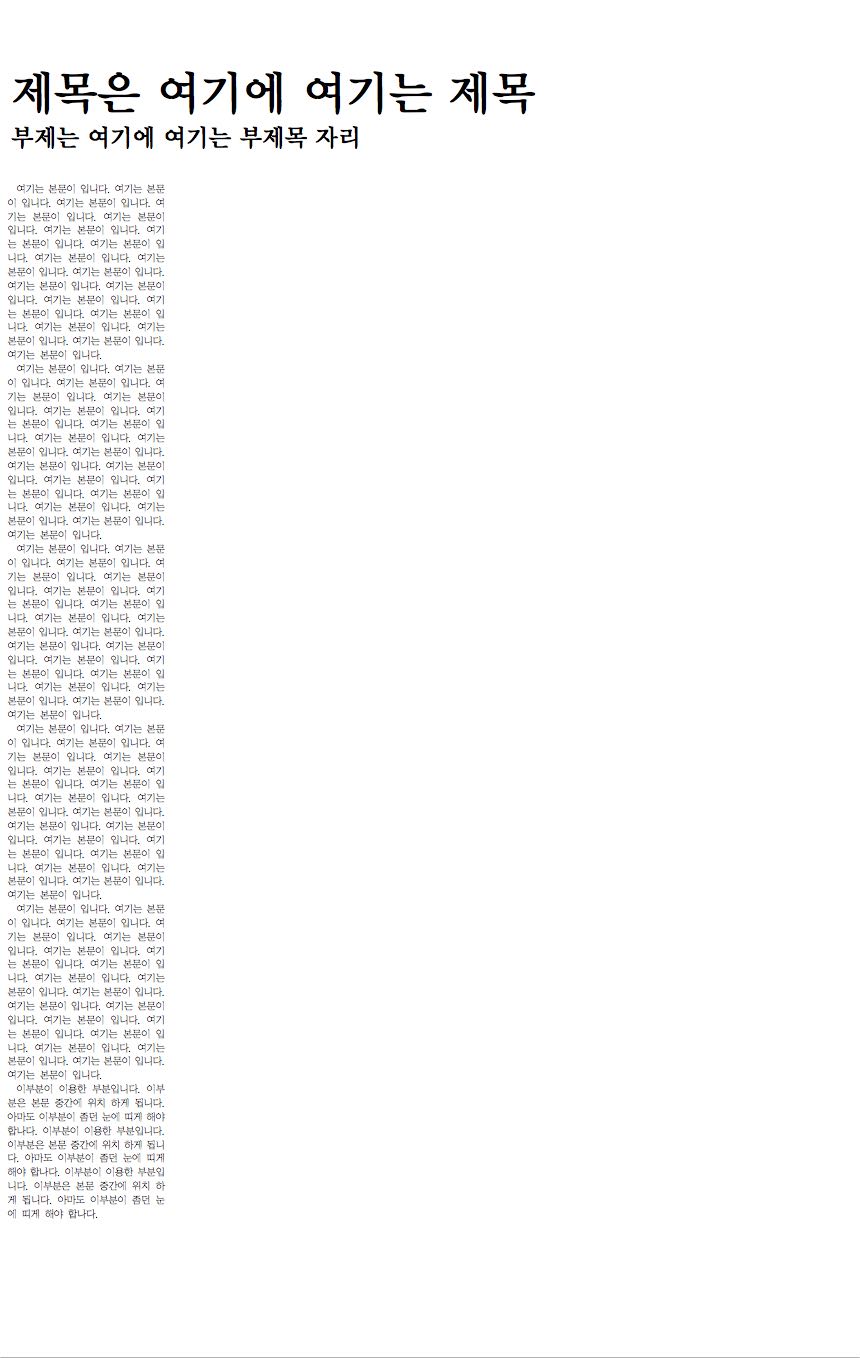 제목은 여기에 여기는 제목
부제는 여기에 여기는 부제목 자리
여기는 본문이 입니다. 여기는 본문
이 입니다. 여기는 본문이 입니다. 여
기는 본문이 입니다. 여기는 본문이
입니다. 여기는 본문이 입니다. 여기
는 본문이 입니다. 여기는 본문이 입
니다. 여기는 본문이 입니다. 여기는
본문이 입니다. 여기는 본문이 입니다.
여기는 본문이 입니다. 여기는 본문이
입니다. 여기는 본문이 입니다. 여기
는 본문이 입니다. 여기는 본문이 입
니다. 여기는 본문이 입니다. 여기는
본문이 입니다. 여기는 본문이 입니다.
여기는 본문이 입니다.
여기는 본문이 입니다. 여기는 본문
이 입니다. 여기는 본문이 입니다. 여
기는 본문이 입니다. 여기는 본문이
입니다. 여기는 본문이 입니다. 여기
는 본문이 입니다. 여기는 본문이 입
니다. 여기는 본문이 입니다. 여기는
본문이 입니다. 여기는 본문이 입니다.
여기는 본문이 입니다. 여기는 본문이
입니다. 여기는 본문이 입니다. 여기
는 본문이 입니다. 여기는 본문이 입
니다. 여기는 본문이 입니다. 여기는
본문이 입니다. 여기는 본문이 입니다.
여기는 본문이 입니다.
여기는 본문이 입니다. 여기는 본문
이 입니다. 여기는 본문이 입니다. 여
기는 본문이 입니다. 여기는 본문이
입니다. 여기는 본문이 입니다. 여기
는 본문이 입니다. 여기는 본문이 입
니다. 여기는 본문이 입니다. 여기는
본문이 입니다. 여기는 본문이 입니다.
여기는 본문이 입니다. 여기는 본문이
입니다. 여기는 본문이 입니다. 여기
는 본문이 입니다. 여기는 본문이 입
니다. 여기는 본문이 입니다. 여기는
본문이 입니다. 여기는 본문이 입니다.
여기는 본문이 입니다.
여기는 본문이 입니다. 여기는 본문
이 입니다. 여기는 본문이 입니다. 여
기는 본문이 입니다. 여기는 본문이
입니다. 여기는 본문이 입니다. 여기
는 본문이 입니다. 여기는 본문이 입
니다. 여기는 본문이 입니다. 여기는
본문이 입니다. 여기는 본문이 입니다.
여기는 본문이 입니다. 여기는 본문이
입니다. 여기는 본문이 입니다. 여기
는 본문이 입니다. 여기는 본문이 입
니다. 여기는 본문이 입니다. 여기는
본문이 입니다. 여기는 본문이 입니다.
여기는 본문이 입니다.
여기는 본문이 입니다. 여기는 본문
이 입니다. 여기는 본문이 입니다. 여
기는 본문이 입니다. 여기는 본문이
입니다. 여기는 본문이 입니다. 여기
는 본문이 입니다. 여기는 본문이 입
니다. 여기는 본문이 입니다. 여기는
본문이 입니다. 여기는 본문이 입니다.
여기는 본문이 입니다. 여기는 본문이
입니다. 여기는 본문이 입니다. 여기
는 본문이 입니다. 여기는 본문이 입
니다. 여기는 본문이 입니다. 여기는
본문이 입니다. 여기는 본문이 입니다.
여기는 본문이 입니다.
이부분이 이용한 부분입니다. 이부
분은 본문 중간에 위치 하게 됩니다.
아마도 이부분이 좀던 눈에 띠게 해야
합나다. 이부분이 이용한 부분입니다.
이부분은 본문 중간에 위치 하게 됩니
다. 아마도 이부분이 좀던 눈에 띠게
해야 합나다. 이부분이 이용한 부분입
니다. 이부분은 본문 중간에 위치 하
게 됩니다. 아마도 이부분이 좀던 눈
에 띠게 해야 합나다.